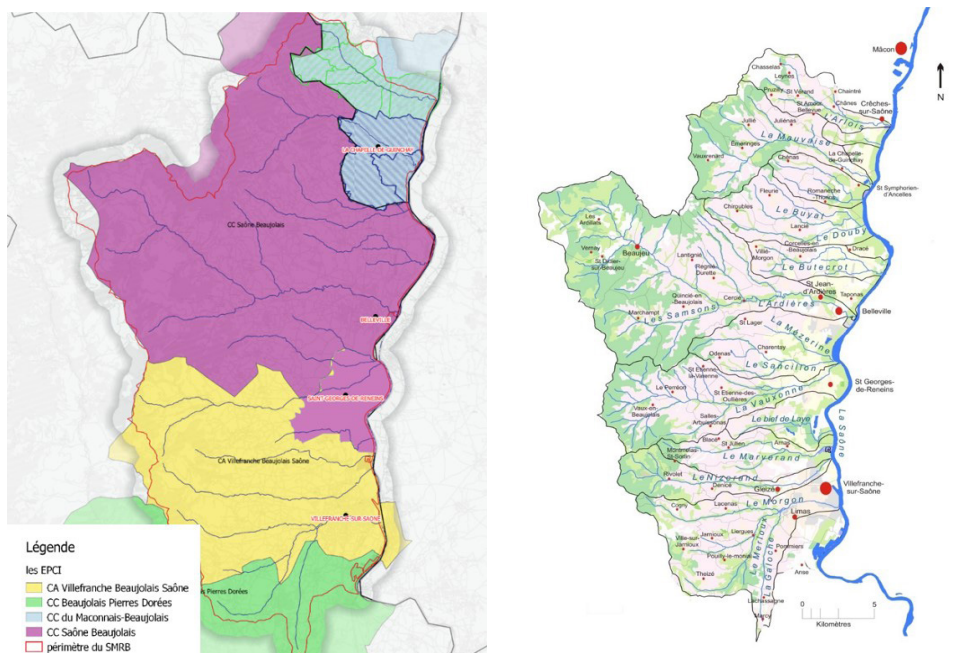 LA CHAPELLE-DE-GUINCHAY
CC Saône Beaujolais
BELLEVILLE
SAINT-GEORGES-DE-RENEINS
CA Villefranche Beaujolais Saône
VILLEFRANCHE-SUR-SAONE
is Pierres Dorées
Légende
les EPCI
CA Villefranche Beaujolais Saône
CC Beaujolais Pierres Dorées
CC du Maconnais-Beaujolais
CC Saône Beaujolais
périmètre du SMRB
Mâcon
N
Chasselas
Leynes
Pruzilly
St Vérand
Chaintré
St Amour
Bellevue
Chânes
Crêches-
sur-Saône
L'Arlois
Jullié
Juliénas
La Mauvaise
Emeringes
Vauxrenard
Chénas
La Chapelle
de-Guinchay
St Symphorien
d'Ancelles
Fleurie
Romanèche
-Thorins
Chiroubles
Le Buyat
Les
Ardillats
Lancié
Le Douby
Vernay
Beaujeu
St Didier
sur-Beaujeu
Lantignié
Villié-
Morgon
Corcelles-en
Beaujolais
Dracé
Régnié-
Durette
Le Butecrot
St Jean
d'Ardières
Quincié-en
Beaujolais
Cercié
L'Ardières
Taponas
Marchampt
Les Samsons
Belleville
St Lager
La Mézerine
Odenas
Charentay
St Etienne
la-Varenne
Le Sancillon
Le Perréon
St Etienne-des
-Oullières
St Georges-
de-Reneins
La Vauxonne
Vaux-en
Beaujolais
Salles-
Arbuissonnas
Le bief de Laye
La Saône
Blacé
St Julien
Arnas
Montmelas
St-Sorlin
Le Marverand
Rivolet
Le Nizerand
Denicé
Gleizé
Villefranche-
sur-Saône
Cogny
Lacenas
Le Morgon
Limas
Jarnioux
Liergues
Ville-sur
-Jarnioux
Pouilly-le-monial
Le Merloux
La Galoche
Pommiers
Theizé
Anse
Lachassagne
Marcy
0
5
Kilomètres